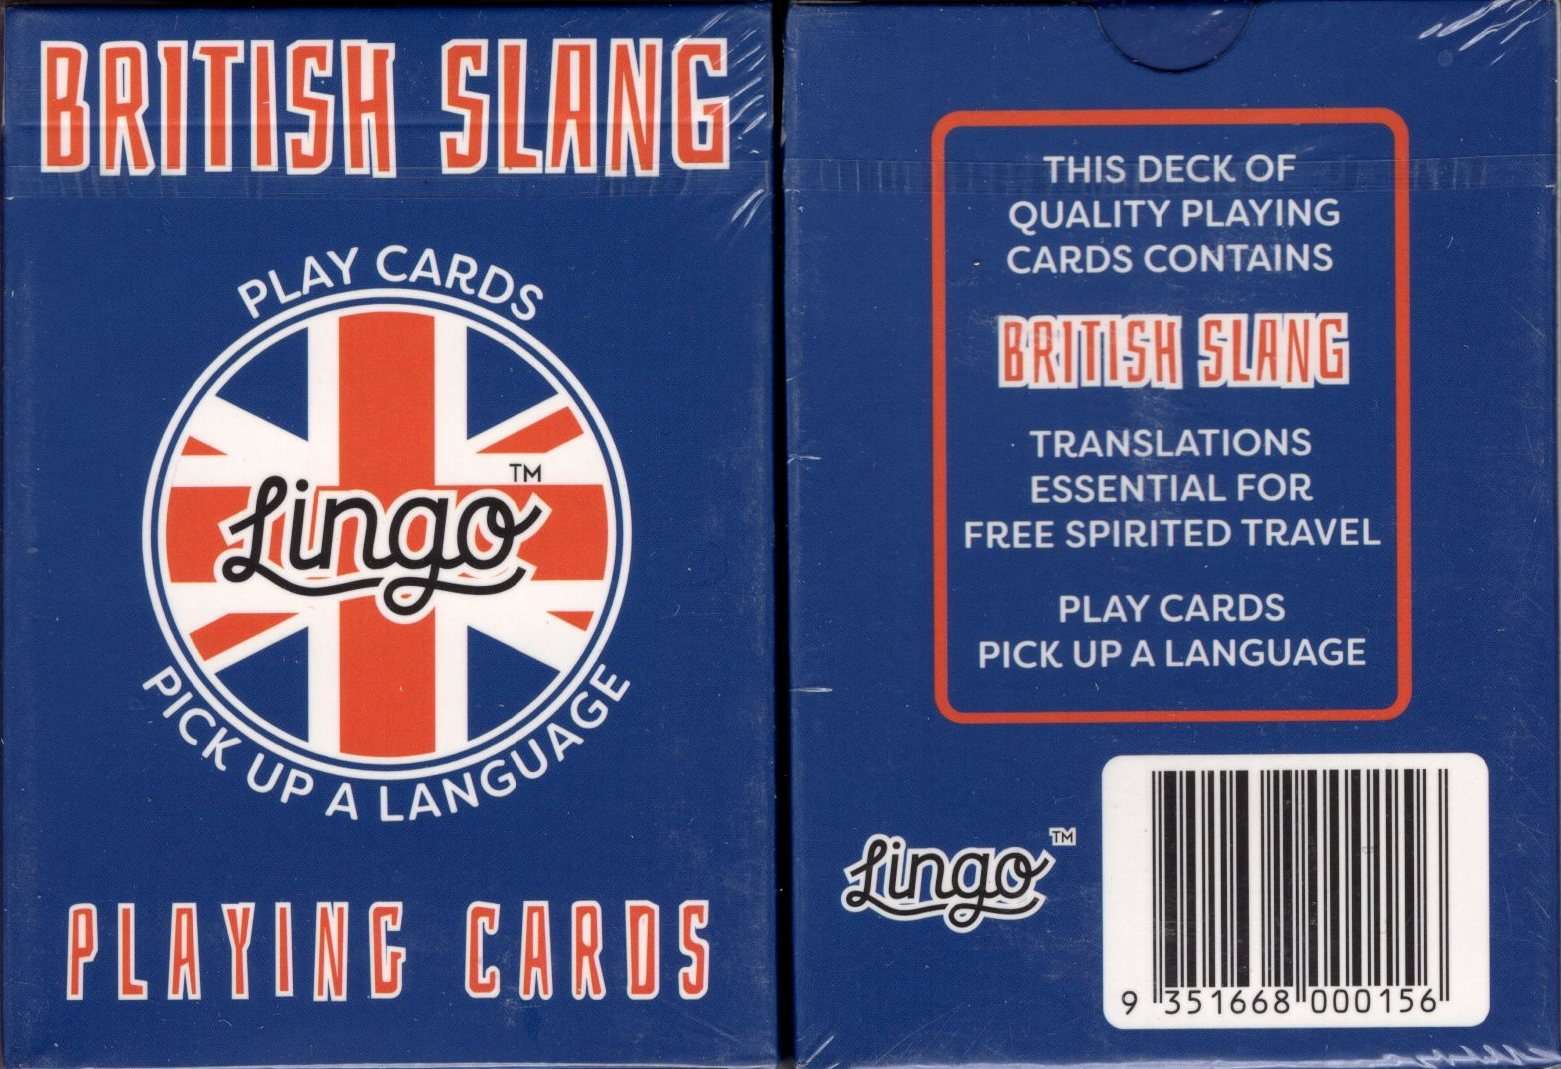 BRITISH SLANG
PLAY CARDS
Lingo™
PICK UP A LANGUAGE
PLAYING CARDS
THIS DECK OF
QUALITY PLAYING
CARDS CONTAINS
BRITISH SLANG
TRANSLATIONS
ESSENTIAL FOR
FREE SPIRITED TRAVEL
PLAY CARDS
PICK UP A LANGUAGE
Lingo™
9 351668 000156